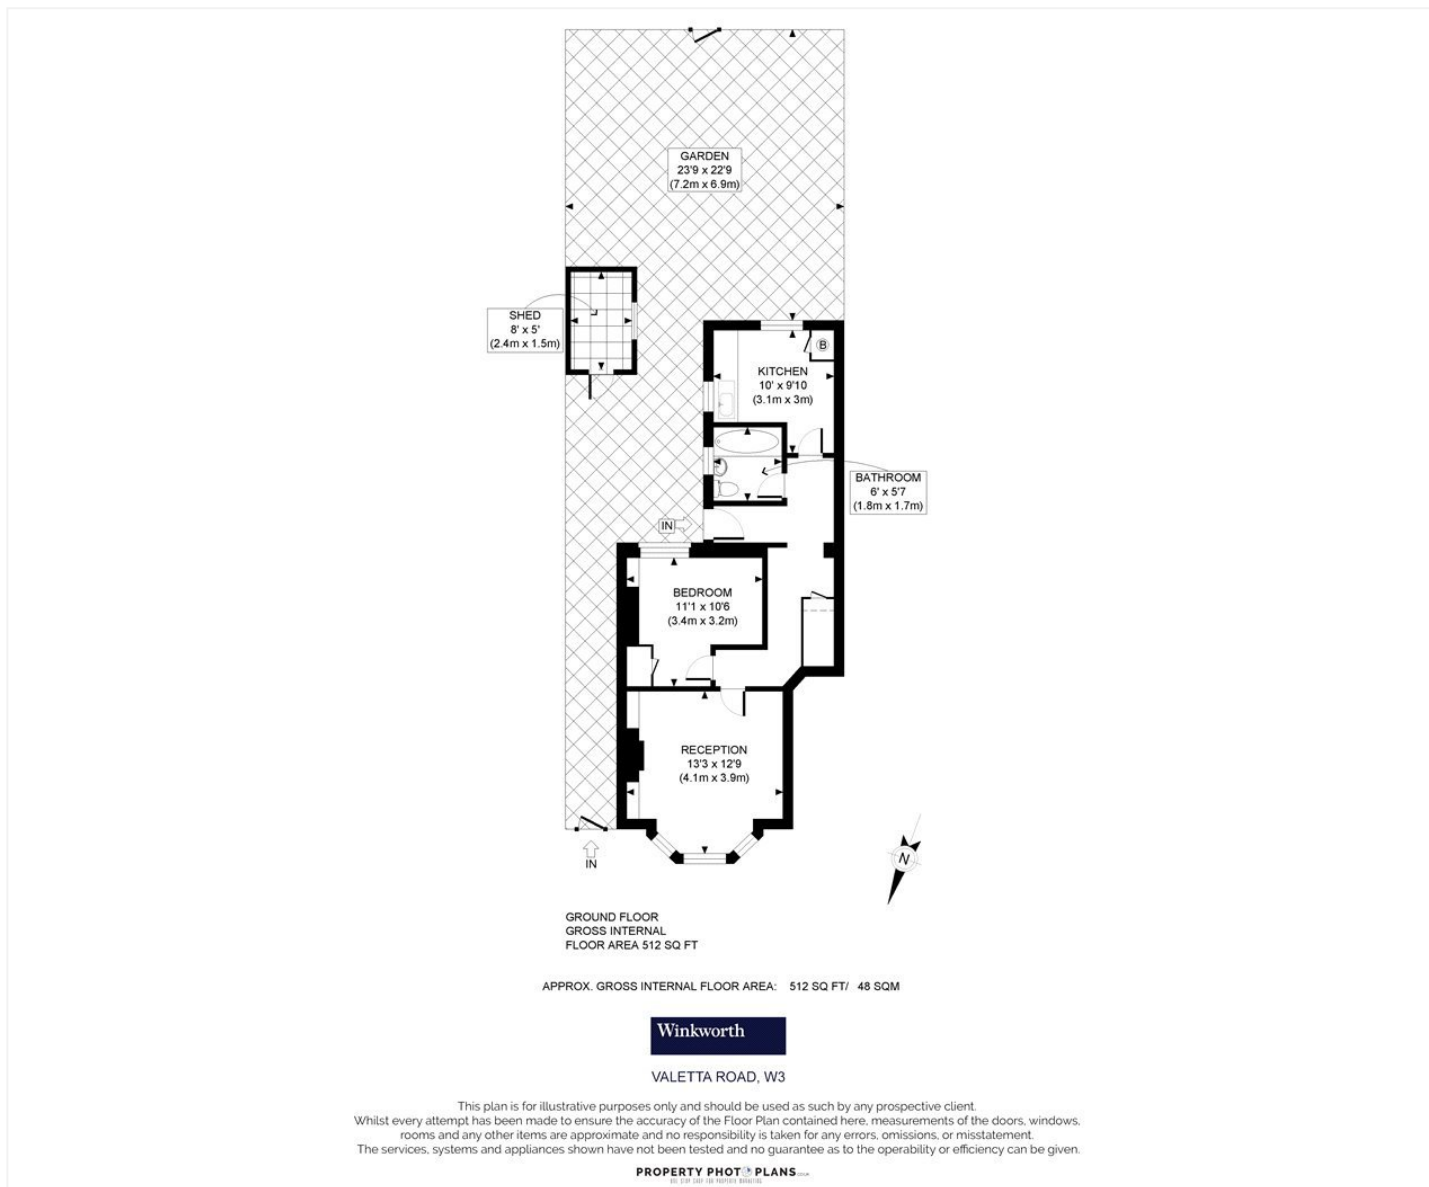 GARDEN
23'9 x 22'9
(7.2m x 6.9m)
SHED
8' x 5'
(2.4m x 1.5m)
KITCHEN
10' x 9'10
(3.1m x 3m)
B
BATHROOM
6' x 5'7
(1.8m x 1.7m)
IN
BEDROOM
11'1 x 10'6
(3.4m x 3.2m)
RECEPTION
13'3 x 12'9
(4.1m x 3.9m)
IN
N
GROUND FLOOR
GROSS INTERNAL
FLOOR AREA 512 SQ FT
APPROX. GROSS INTERNAL FLOOR AREA: 512 SQ FT/ 48 SQM
Winkworth
VALETTA ROAD, W3
This plan is for illustrative purposes only and should be used as such by any prospective client.
Whilst every attempt has been made to ensure the accuracy of the Floor Plan contained here, measurements of the doors, windows,
rooms and any other items are approximate and no responsibility is taken for any errors, omissions, or misstatement.
The services, systems and appliances shown have not been tested and no guarantee as to the operability or efficiency can be given.
PROPERTY PHOTO PLANS
ONE STOP SHOP FOR PROPERTY MARKETING